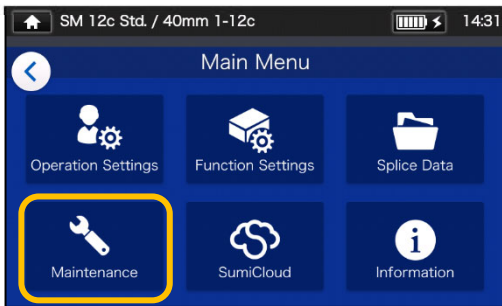 SM 12c Std. / 40mm 1-12c 14:31
Main Menu
Operation Settings Function Settings Splice Data
Maintenance SumiCloud Information